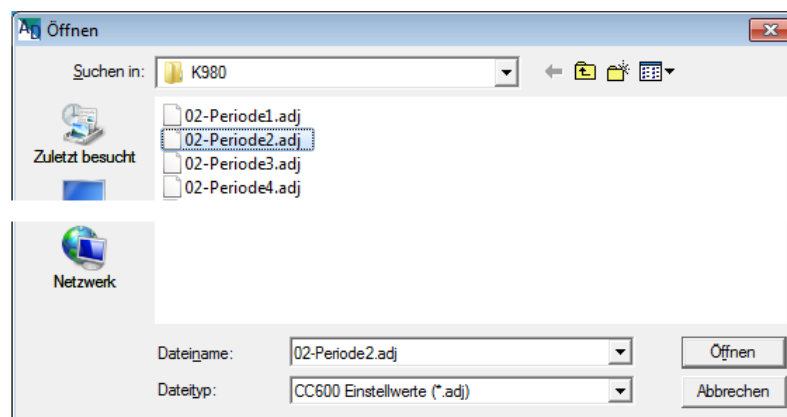 AD Öffnen
Suchen in: K980
02-Periode1.adj
02-Periode2.adj
02-Periode3.adj
02-Periode4.adj
Zuletzt besucht
Netzwerk
Dateiname: 02-Periode2.adj Öffnen
Dateityp: CC600 Einstellwerte (*.adj) Abbrechen